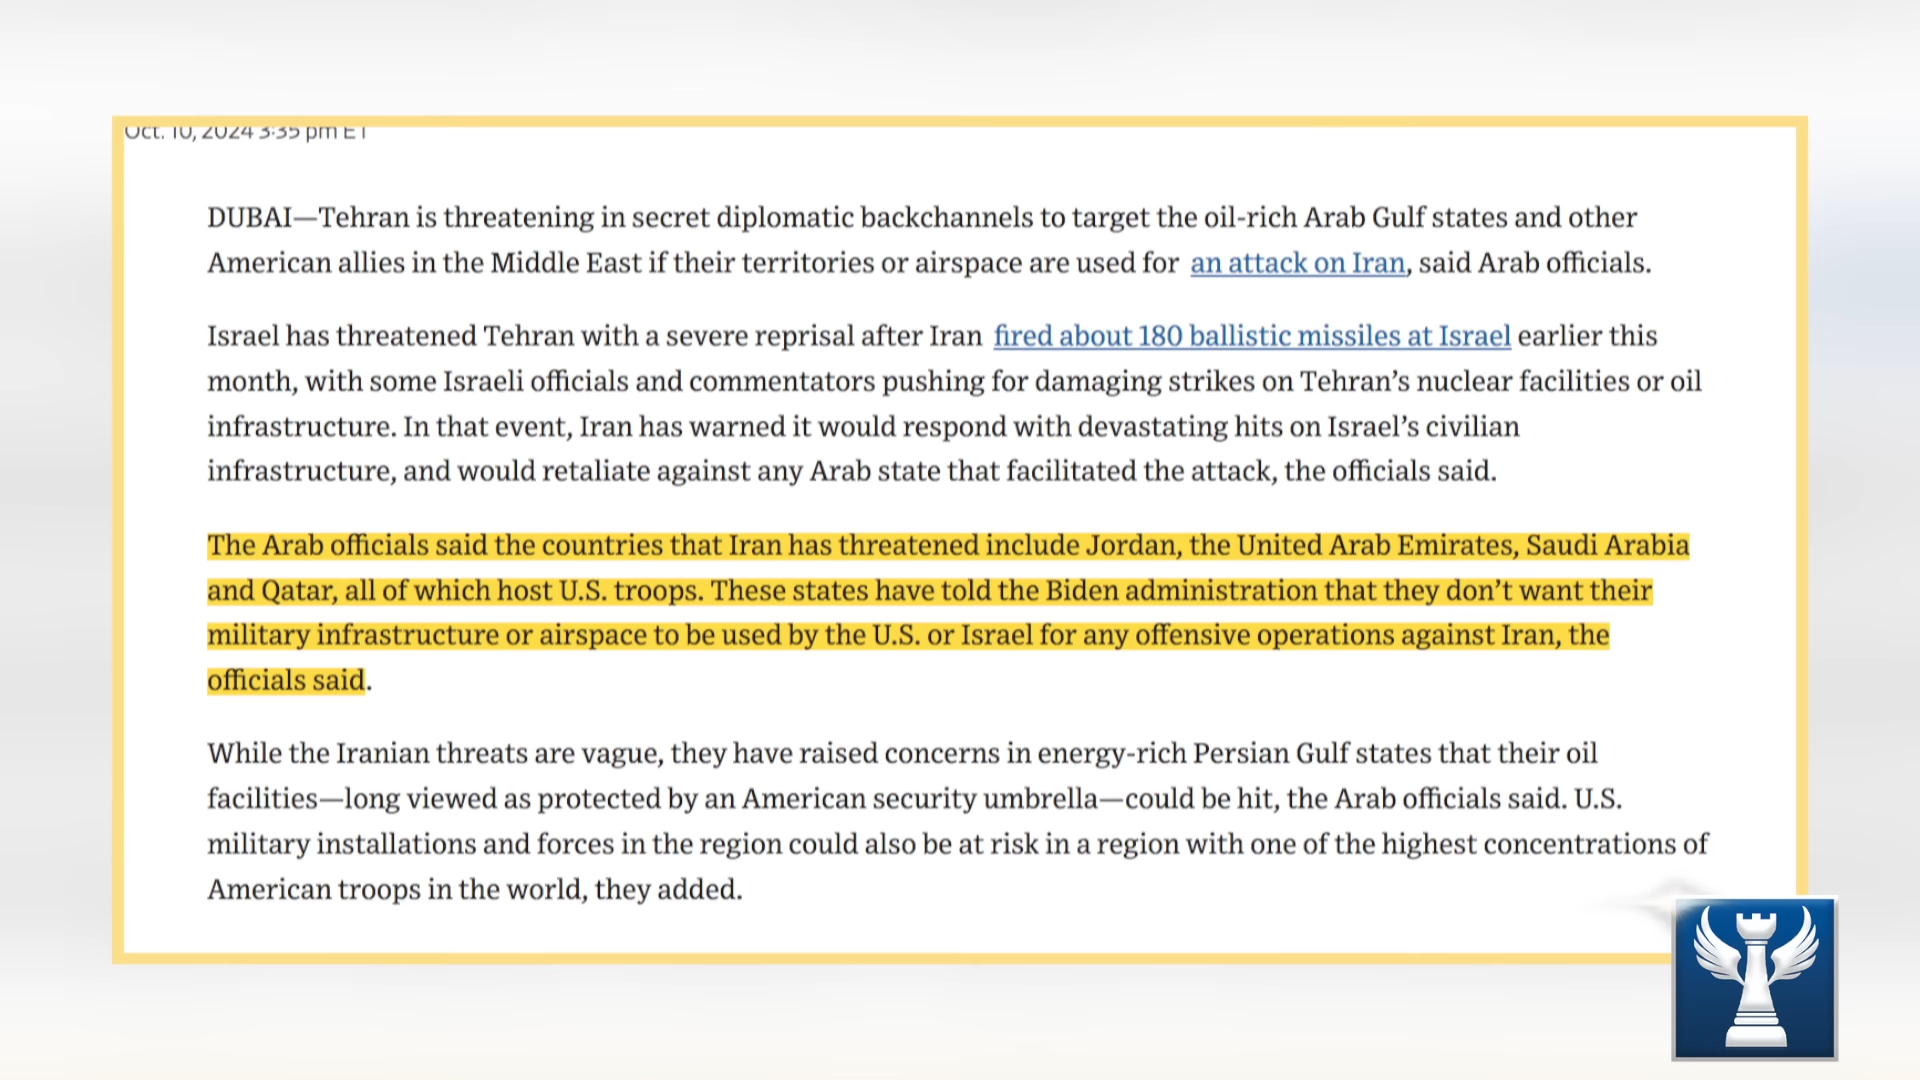 Oct. 10, 2024 3:35 pm ET
DUBAI—Tehran is threatening in secret diplomatic backchannels to target the oil-rich Arab Gulf states and other
American allies in the Middle East if their territories or airspace are used for an attack on Iran, said Arab officials.
Israel has threatened Tehran with a severe reprisal after Iran fired about 180 ballistic missiles at Israel earlier this
month, with some Israeli officials and commentators pushing for damaging strikes on Tehran’s nuclear facilities or oil
infrastructure. In that event, Iran has warned it would respond with devastating hits on Israel’s civilian
infrastructure, and would retaliate against any Arab state that facilitated the attack, the officials said.
The Arab officials said the countries that Iran has threatened include Jordan, the United Arab Emirates, Saudi Arabia
and Qatar, all of which host U.S. troops. These states have told the Biden administration that they don’t want their
military infrastructure or airspace to be used by the U.S. or Israel for any offensive operations against Iran, the
officials said.
While the Iranian threats are vague, they have raised concerns in energy-rich Persian Gulf states that their oil
facilities—long viewed as protected by an American security umbrella—could be hit, the Arab officials said. U.S.
military installations and forces in the region could also be at risk in a region with one of the highest concentrations of
American troops in the world, they added.